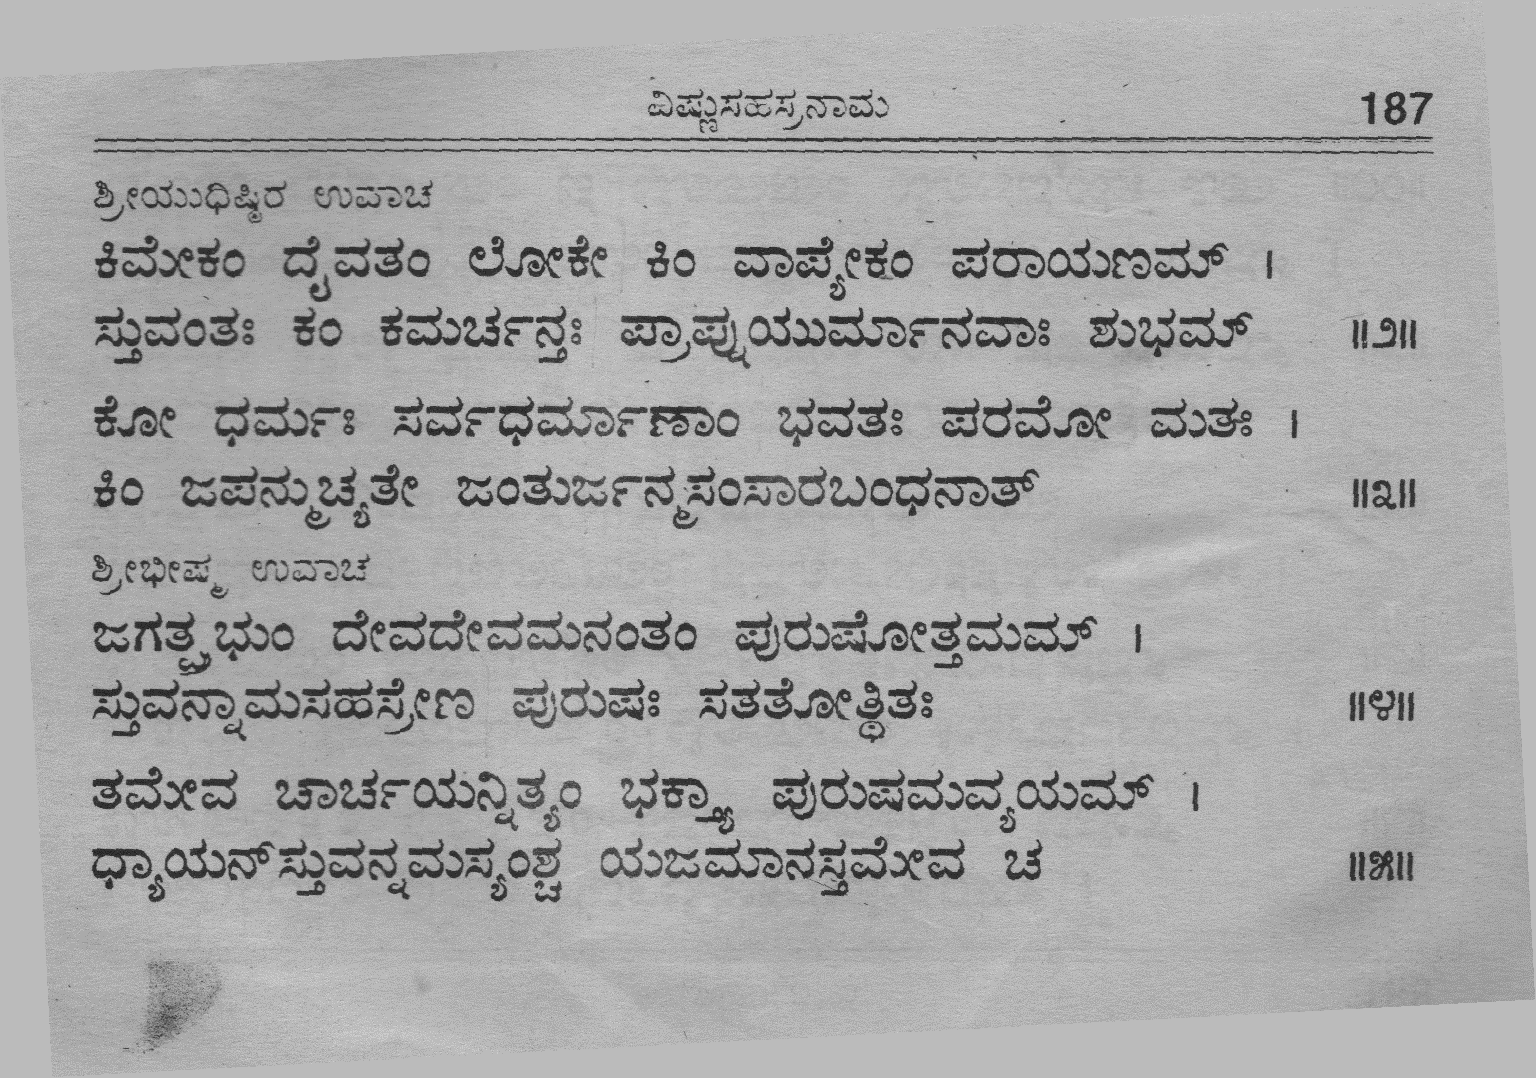 ವಿಷ್ಣುಸಹಸ್ರನಾಮ 187
ಶ್ರೀಯುಧಿಷ್ಠಿರ ಉವಾಚ
ಕಿಮೇಕಂ ದೈವತಂ ಲೋಕೇ ಕಿಂ ವಾಪ್ಯೇಕಂ ಪರಾಯಣಮ್ ।
ಸ್ತುವಂತಃ ಕಂ ಕಮರ್ಚನ್ತಃ ಪ್ರಾಪ್ನುಯುರ್ಮಾನವಾಃ ಶುಭಮ್ ॥೨॥
ಕೋ ಧರ್ಮಃ ಸರ್ವಧರ್ಮಾಣಾಂ ಭವತಃ ಪರಮೋ ಮತಃ ।
ಕಿಂ ಜಪನ್ಮುಚ್ಯತೇ ಜಂತುರ್ಜನ್ಮಸಂಸಾರಬಂಧನಾತ್ ॥೩॥
ಶ್ರೀಭೀಷ್ಮ ಉವಾಚ
ಜಗತ್ಪ್ರಭುಂ ದೇವದೇವಮನಂತಂ ಪುರುಷೋತ್ತಮಮ್ ।
ಸ್ತುವನ್ನಾಮಸಹಸ್ರೇಣ ಪುರುಷಃ ಸತತೋತ್ಥಿತಃ ॥೪॥
ತಮೇವ ಚಾರ್ಚಯನ್ನಿತ್ಯಂ ಭಕ್ತ್ಯಾ ಪುರುಷಮವ್ಯಯಮ್ ।
ಧ್ಯಾಯನ್‌ಸ್ತುವನ್ನಮಸ್ಯಂಶ್ಚ ಯಜಮಾನಸ್ತಮೇವ ಚ ॥೫॥